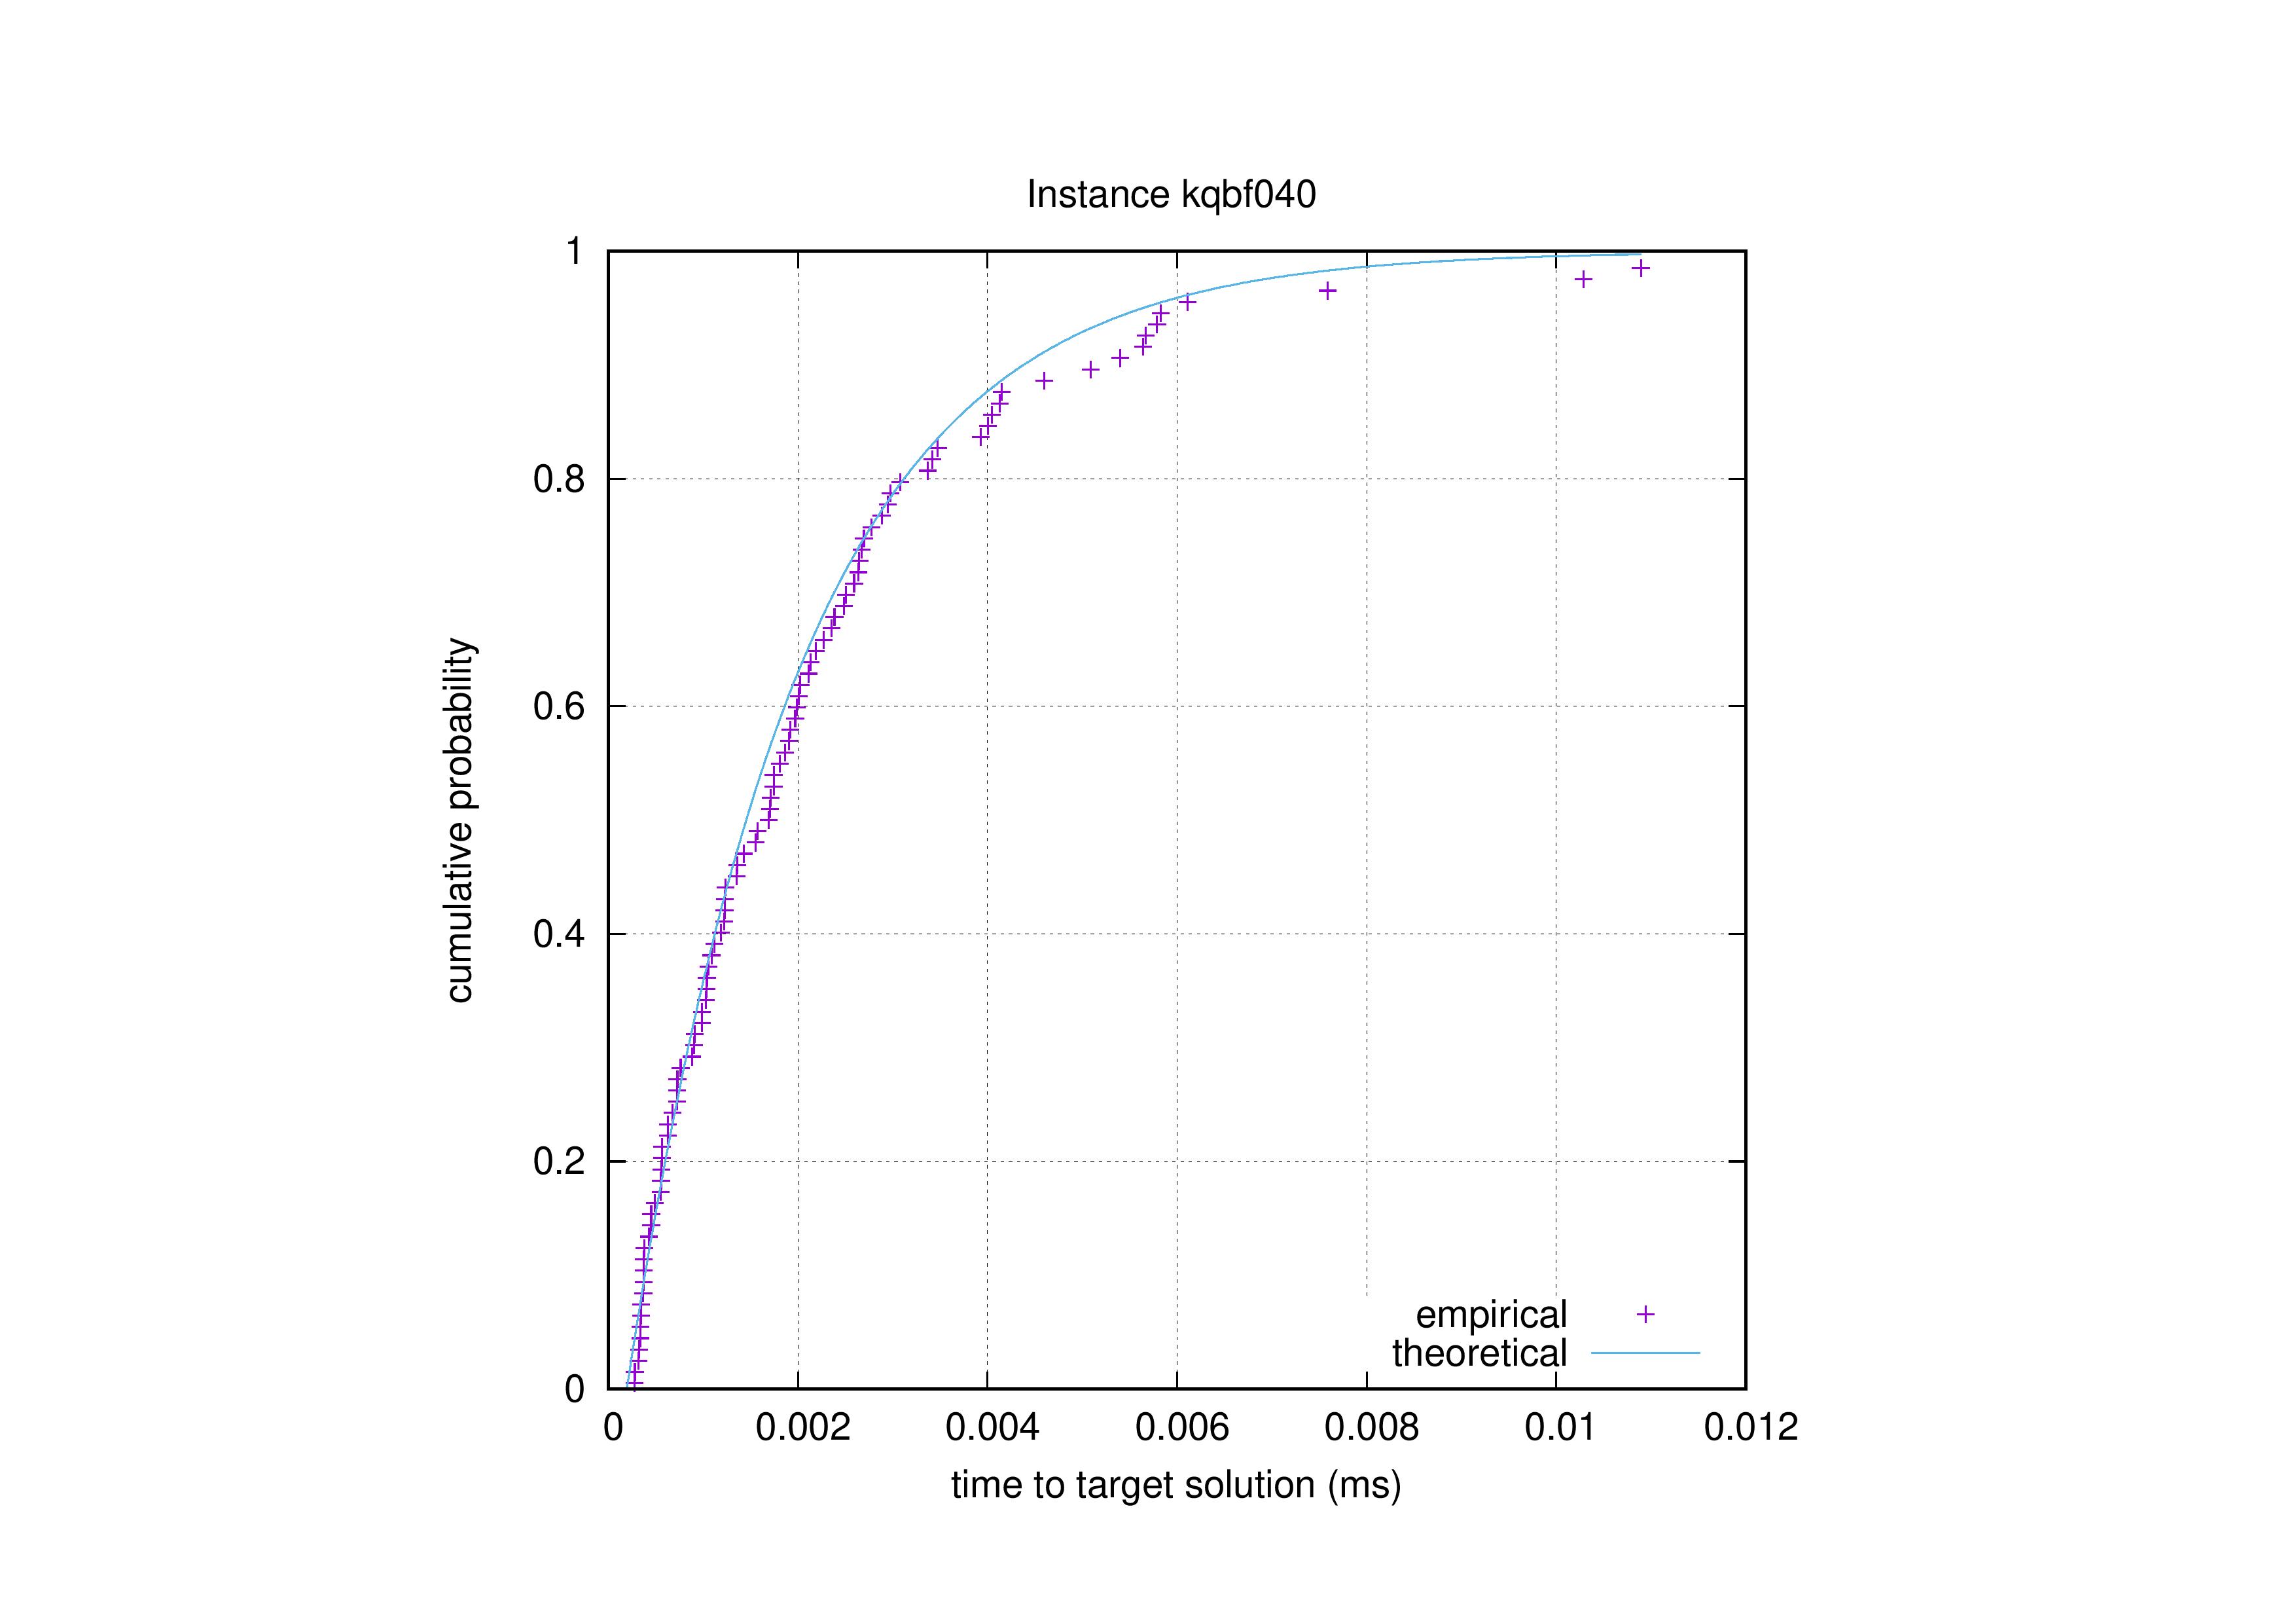 Instance kqbf040
1
0.8
0.6
0.4
0.2
0
cumulative probability
empirical
theoretical
0 0.002 0.004 0.006 0.008 0.01 0.012
time to target solution (ms)